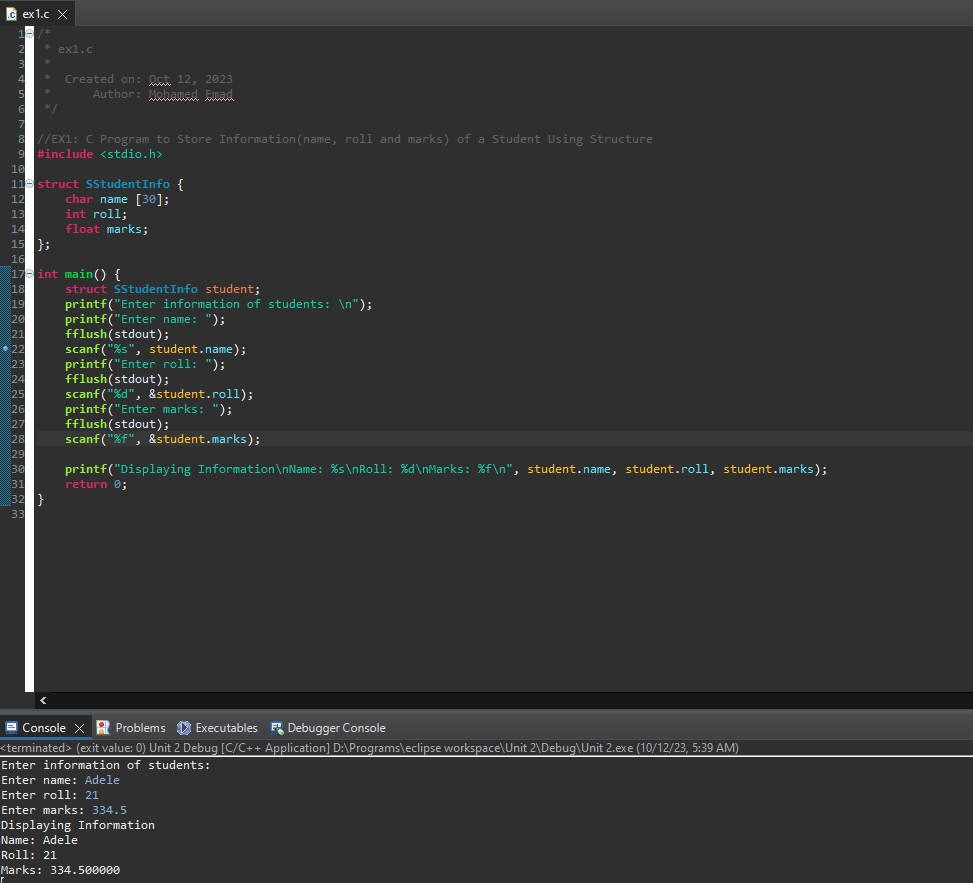 ex1.c
1 /*
2  * ex1.c
3  *
4  *  Created on: Oct 12, 2023
5  *      Author: Mohamed Emad
6  */
7
8 //EX1: C Program to Store Information(name, roll and marks) of a Student Using Structure
9 #include <stdio.h>
10
11 struct SStudentInfo {
12     char name [30];
13     int roll;
14     float marks;
15 };
16
17 int main() {
18     struct SStudentInfo student;
19     printf("Enter information of students: \n");
20     printf("Enter name: ");
21     fflush(stdout);
22     scanf("%s", student.name);
23     printf("Enter roll: ");
24     fflush(stdout);
25     scanf("%d", &student.roll);
26     printf("Enter marks: ");
27     fflush(stdout);
28     scanf("%f", &student.marks);
29
30     printf("Displaying Information\nName: %s\nRoll: %d\nMarks: %f\n", student.name, student.roll, student.marks);
31     return 0;
32 }
33
Console Problems Executables Debugger Console
<terminated> (exit value: 0) Unit 2 Debug [C/C++ Application] D:\Programs\eclipse workspace\Unit 2\Debug\Unit 2.exe (10/12/23, 5:39 AM)
Enter information of students:
Enter name: Adele
Enter roll: 21
Enter marks: 334.5
Displaying Information
Name: Adele
Roll: 21
Marks: 334.500000